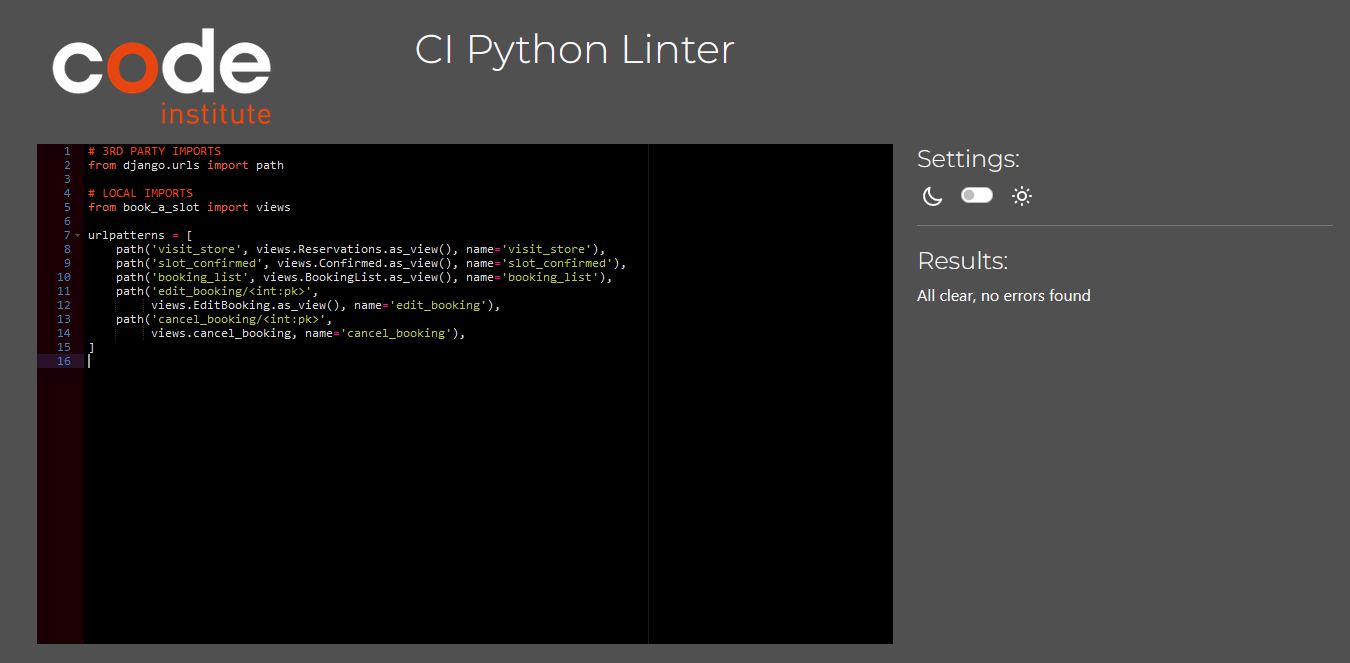 code
institute
CI Python Linter
1 # 3RD PARTY IMPORTS
2 from django.urls import path
3
4 # LOCAL IMPORTS
5 from book_a_slot import views
6
7 urlpatterns = [
8     path('visit_store', views.Reservations.as_view(), name='visit_store'),
9     path('slot_confirmed', views.Confirmed.as_view(), name='slot_confirmed'),
10     path('booking_list', views.BookingList.as_view(), name='booking_list'),
11     path('edit_booking/<int:pk>',
12          views.EditBooking.as_view(), name='edit_booking'),
13     path('cancel_booking/<int:pk>',
14          views.cancel_booking, name='cancel_booking'),
15 ]
16
Settings:
Results:
All clear, no errors found